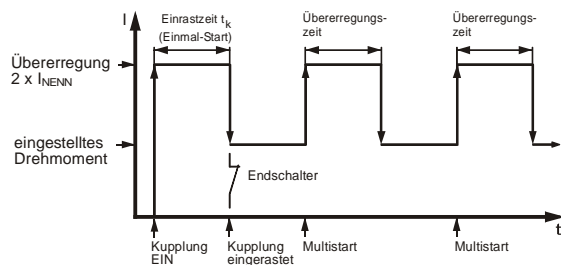 I
Einrastzeit tk
(Einmal-Start)
Übererregungs-
zeit
Übererregungs-
zeit
Übererregung
2 x INENN
eingestelltes
Drehmoment
Endschalter
t
Kupplung
EIN
Kupplung
eingerastet
Multistart
Multistart